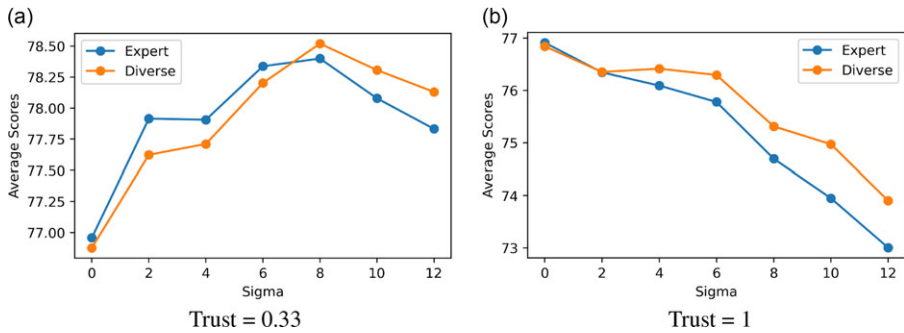 (a)
Expert
Diverse
Average Scores
78.50
78.25
78.00
77.75
77.50
77.25
77.00
0 2 4 6 8 10 12
Sigma
Trust = 0.33
(b)
Expert
Diverse
Average Scores
77
76
75
74
73
0 2 4 6 8 10 12
Sigma
Trust = 1